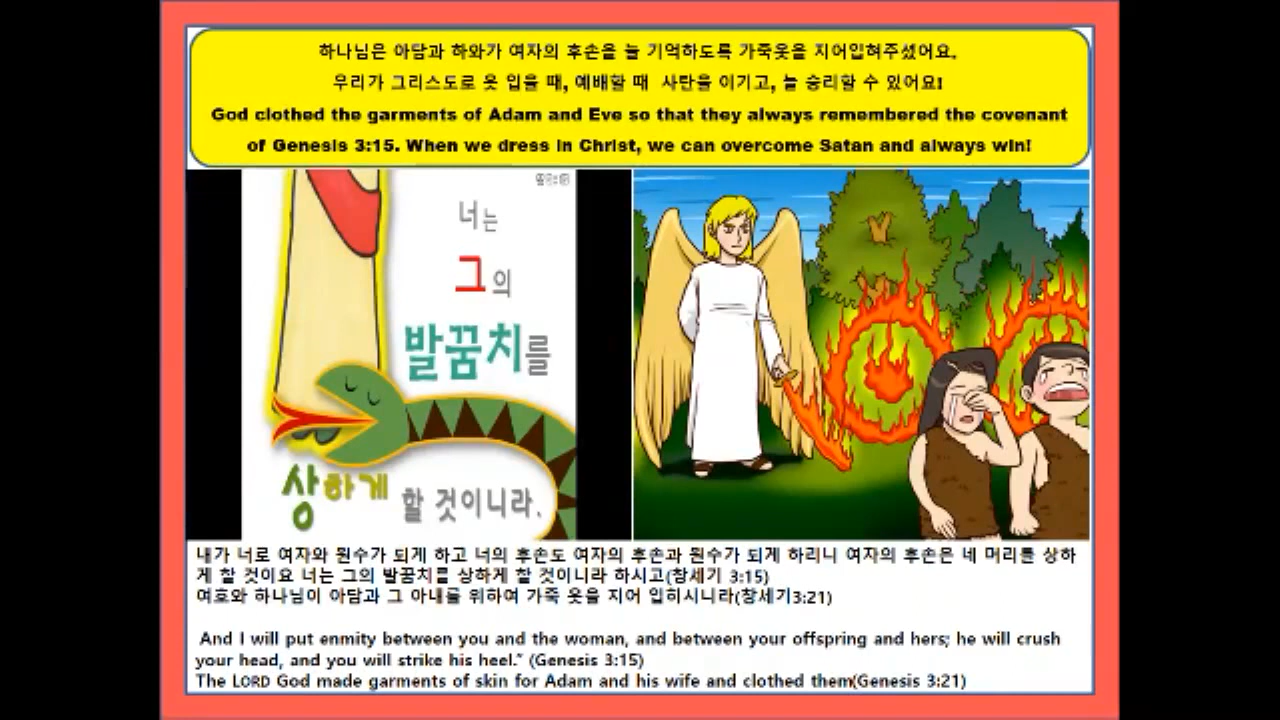 하나님은 아담과 하와가 여자의 후손을 늘 기억하도록 가죽옷을 지어입혀주셨어요.
우리가 그리스도로 옷 입을 때, 예배할 때 사탄을 이기고, 늘 승리할 수 있어요!
God clothed the garments of Adam and Eve so that they always remembered the covenant
of Genesis 3:15. When we dress in Christ, we can overcome Satan and always win!
너는
그의
발꿈치를
상하게 할 것이니라.
내가 너로 여자와 원수가 되게 하고 너의 후손도 여자의 후손과 원수가 되게 하리니 여자의 후손은 네 머리를 상하
게 할 것이요 너는 그의 발꿈치를 상하게 할 것이니라 하시고(창세기 3:15)
여호와 하나님이 아담과 그 아내를 위하여 가죽 옷을 지어 입히시니라(창세기3:21)
And I will put enmity between you and the woman, and between your offspring and hers; he will crush
your head, and you will strike his heel.” (Genesis 3:15)
The LORD God made garments of skin for Adam and his wife and clothed them(Genesis 3:21)